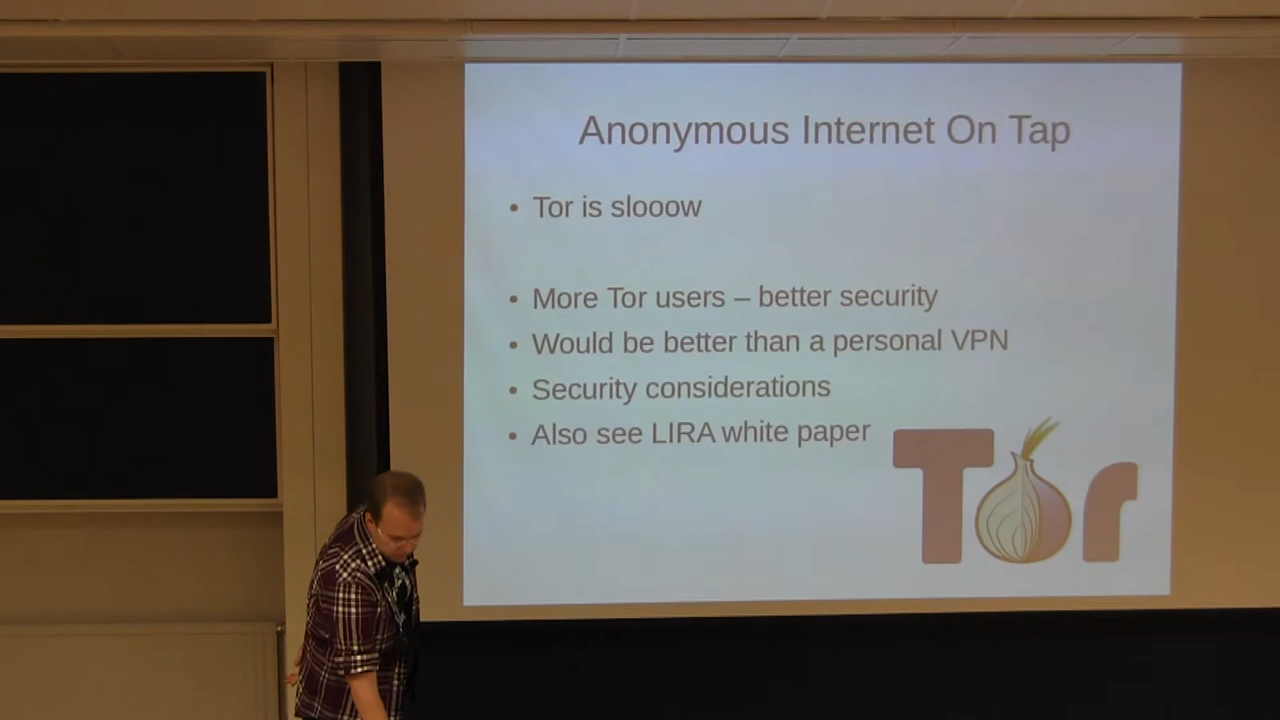 Anonymous Internet On Tap
• Tor is slooow
• More Tor users – better security
• Would be better than a personal VPN
• Security considerations
• Also see LIRA white paper
Tor